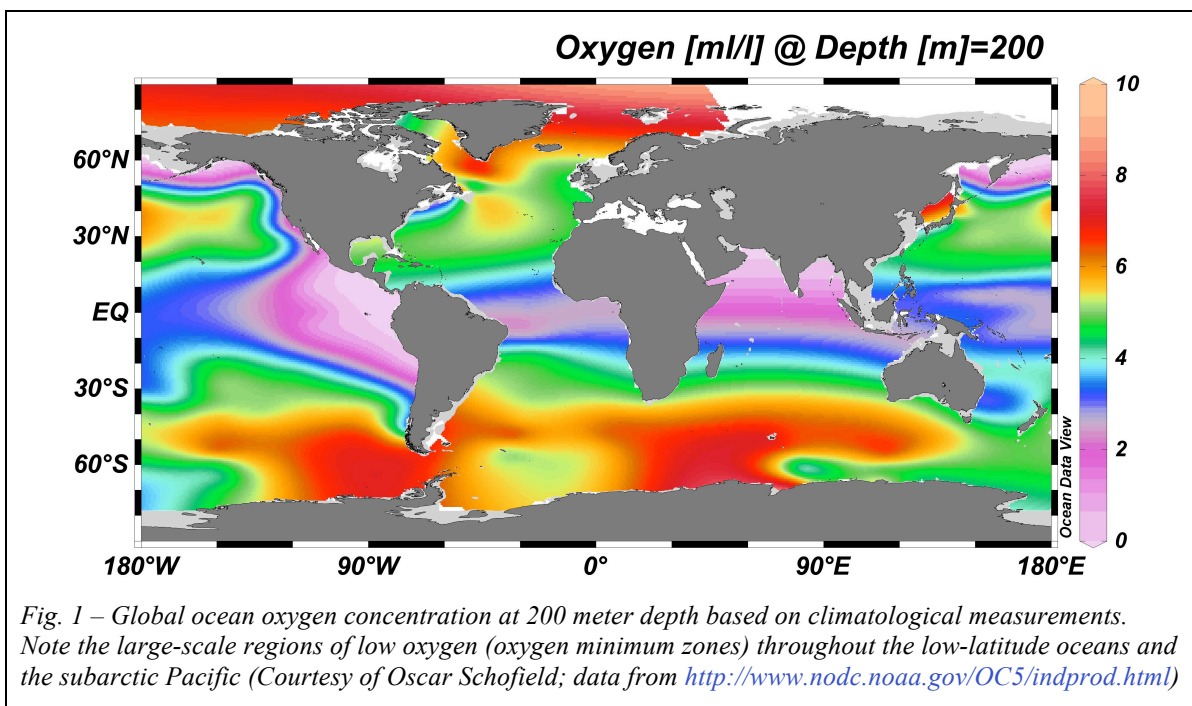 Oxygen [ml/l] @ Depth [m]=200
10
60°N
8
30°N
6
EQ
4
30°S
2
60°S
Ocean Data View
0
180°W 90°W 0° 90°E 180°E
Fig. 1 – Global ocean oxygen concentration at 200 meter depth based on climatological measurements.
Note the large-scale regions of low oxygen (oxygen minimum zones) throughout the low-latitude oceans and
the subarctic Pacific (Courtesy of Oscar Schofield; data from http://www.nodc.noaa.gov/OC5/indprod.html)